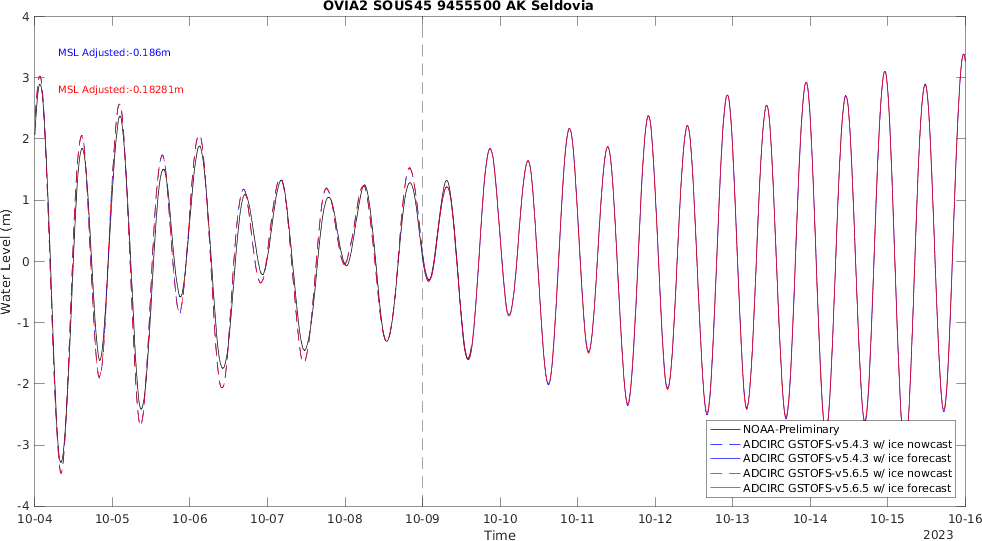 OVIA2 SOUS45 9455500 AK Seldovia
MSL Adjusted:-0.186m
MSL Adjusted:-0.18281m
Water Level (m)
4
3
2
1
0
-1
-2
-3
-4
NOAA-Preliminary
ADCIRC GSTOFS-v5.4.3 w/ ice nowcast
ADCIRC GSTOFS-v5.4.3 w/ ice forecast
ADCIRC GSTOFS-v5.6.5 w/ ice nowcast
ADCIRC GSTOFS-v5.6.5 w/ ice forecast
10-04 10-05 10-06 10-07 10-08 10-09 10-10 10-11 10-12 10-13 10-14 10-15 10-16
Time
2023